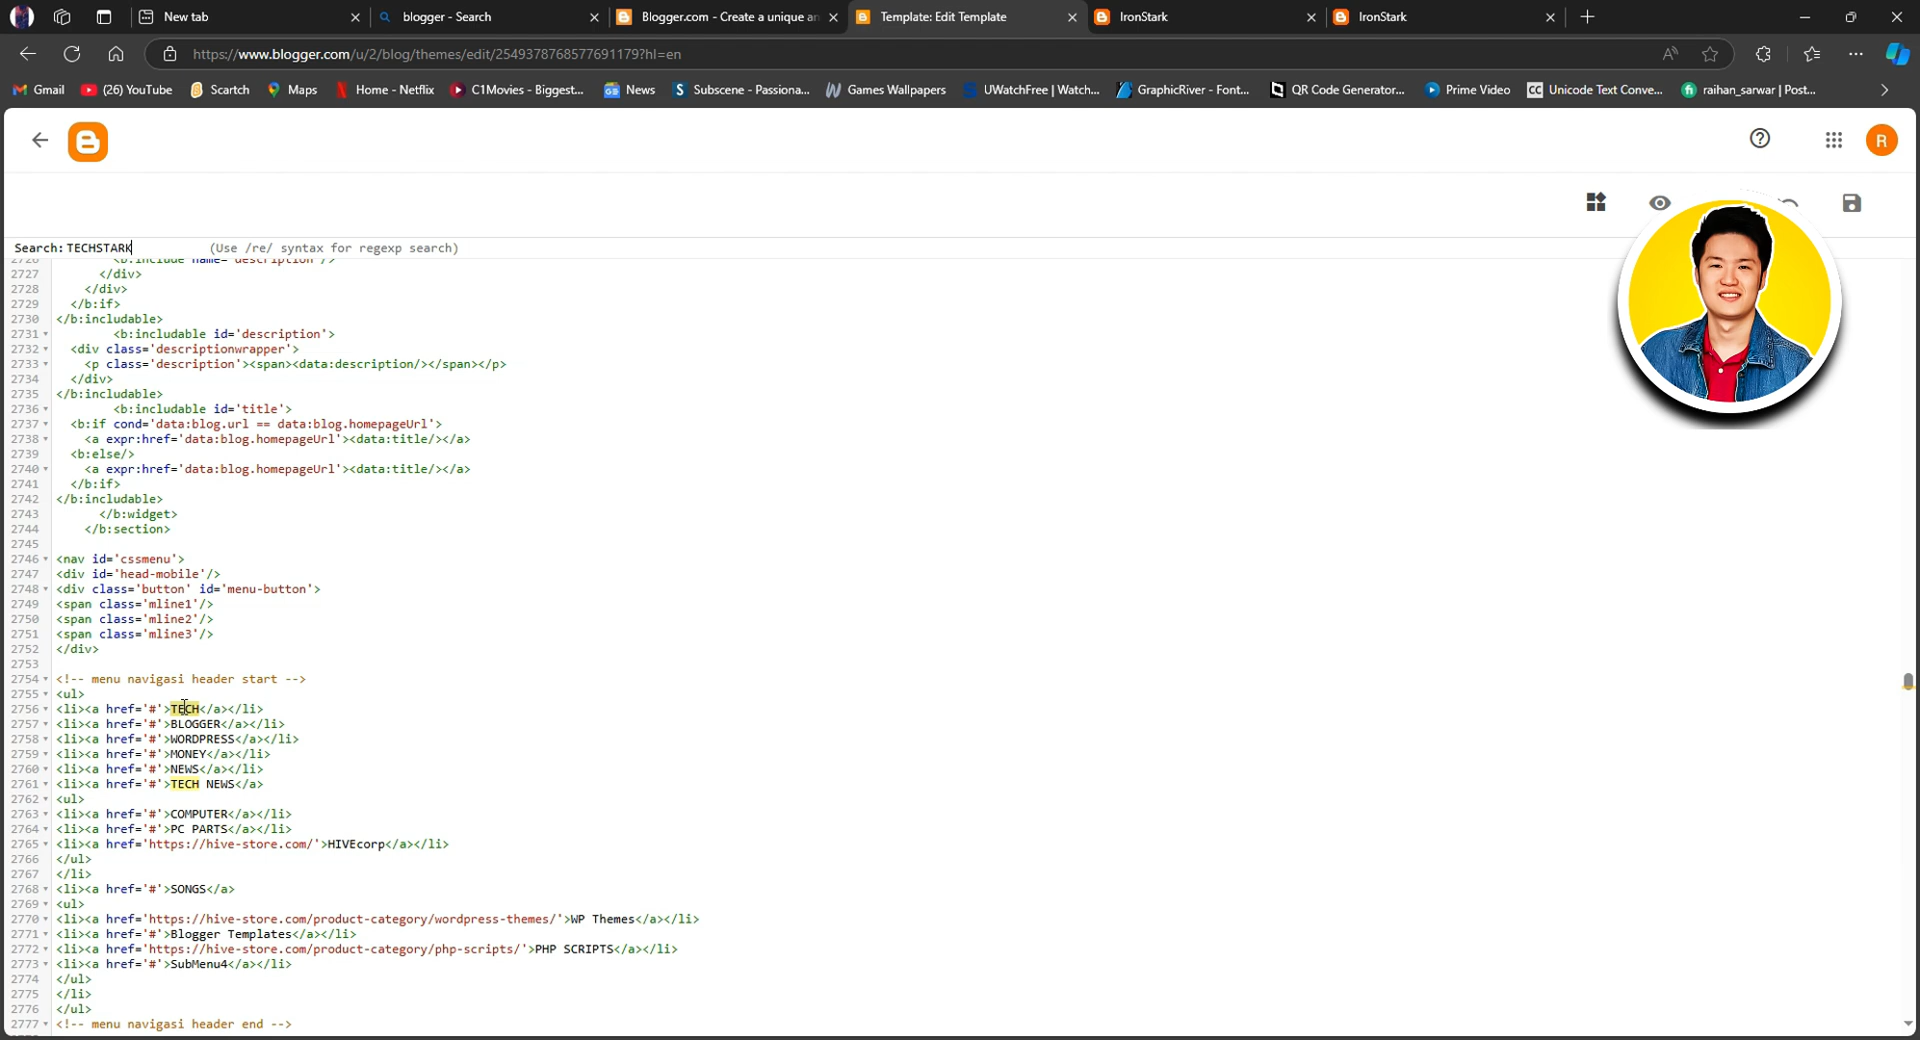 New tab
blogger - Search
Blogger.com - Create a unique an
Template: Edit Template
IronStark
IronStark
https://www.blogger.com/u/2/blog/themes/edit/2549378768577691179?hl=en
Gmail
(26) YouTube
Scartch
Maps
Home - Netflix
C1Movies - Biggest...
News
Subscene - Passiona...
Games Wallpapers
UWatchFree | Watch...
GraphicRiver - Font...
QR Code Generator...
Prime Video
Unicode Text Conve...
raihan_sarwar | Post...
R
Search: TECHSTARK (Use /re/ syntax for regexp search)
2726 <b:include name='description'/>
2727 </div>
2728 </div>
2729 </b:if>
2730 </b:includable>
2731 <b:includable id='description'>
2732 <div class='descriptionwrapper'>
2733 <p class='description'><span><data:description/></span></p>
2734 </div>
2735 </b:includable>
2736 <b:includable id='title'>
2737 <b:if cond='data:blog.url == data:blog.homepageUrl'>
2738 <a expr:href='data:blog.homepageUrl'><data:title/></a>
2739 <b:else/>
2740 <a expr:href='data:blog.homepageUrl'><data:title/></a>
2741 </b:if>
2742 </b:includable>
2743 </b:widget>
2744 </b:section>
2745
2746 <nav id='cssmenu'>
2747 <div id='head-mobile'/>
2748 <div class='button' id='menu-button'>
2749 <span class='mline1'/>
2750 <span class='mline2'/>
2751 <span class='mline3'/>
2752 </div>
2753
2754 <!-- menu navigasi header start -->
2755 <ul>
2756 <li><a href='#'>TECH</a></li>
2757 <li><a href='#'>BLOGGER</a></li>
2758 <li><a href='#'>WORDPRESS</a></li>
2759 <li><a href='#'>MONEY</a></li>
2760 <li><a href='#'>NEWS</a></li>
2761 <li><a href='#'>TECH NEWS</a>
2762 <ul>
2763 <li><a href='#'>COMPUTER</a></li>
2764 <li><a href='#'>PC PARTS</a></li>
2765 <li><a href='https://hive-store.com/'>HIVEcorp</a></li>
2766 </ul>
2767 </li>
2768 <li><a href='#'>SONGS</a>
2769 <ul>
2770 <li><a href='https://hive-store.com/product-category/wordpress-themes/'>WP Themes</a></li>
2771 <li><a href='#'>Blogger Templates</a></li>
2772 <li><a href='https://hive-store.com/product-category/php-scripts/'>PHP SCRIPTS</a></li>
2773 <li><a href='#'>SubMenu4</a></li>
2774 </ul>
2775 </li>
2776 </ul>
2777 <!-- menu navigasi header end -->